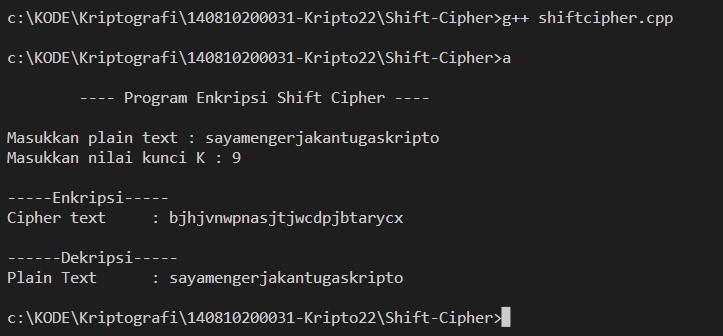 c:\KODE\Kriptografi\140810200031-Kripto22\Shift-Cipher>g++ shiftcipher.cpp
c:\KODE\Kriptografi\140810200031-Kripto22\Shift-Cipher>a
---- Program Enkripsi Shift Cipher ----
Masukkan plain text : sayamengerjakantugaskripto
Masukkan nilai kunci K : 9
-----Enkripsi-----
Cipher text     : bjhjvnwpnasjtjwcdpjbtarycx
------Dekripsi-----
Plain Text      : sayamengerjakantugaskripto
c:\KODE\Kriptografi\140810200031-Kripto22\Shift-Cipher>